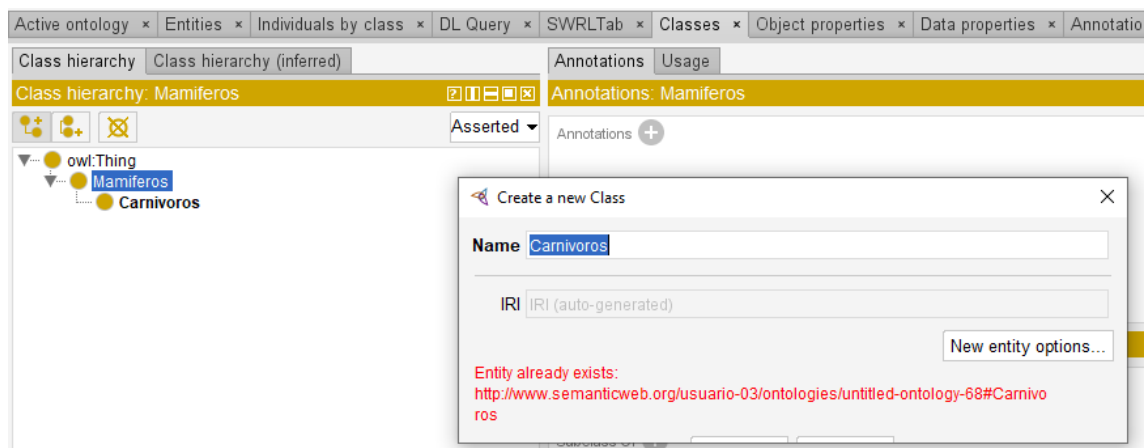 Active ontology × Entities × Individuals by class × DL Query × SWRLTab × Classes × Object properties × Data properties × Annotatio
Class hierarchy Class hierarchy (inferred)
Class hierarchy: Mamiferos
Asserted
owl:Thing
Mamiferos
Carnivoros
Annotations Usage
Annotations: Mamiferos
Annotations
Create a new Class
Name Carnivoros
IRI IRI (auto-generated)
New entity options...
Entity already exists:
http://www.semanticweb.org/usuario-03/ontologies/untitled-ontology-68#Carnivo
ros